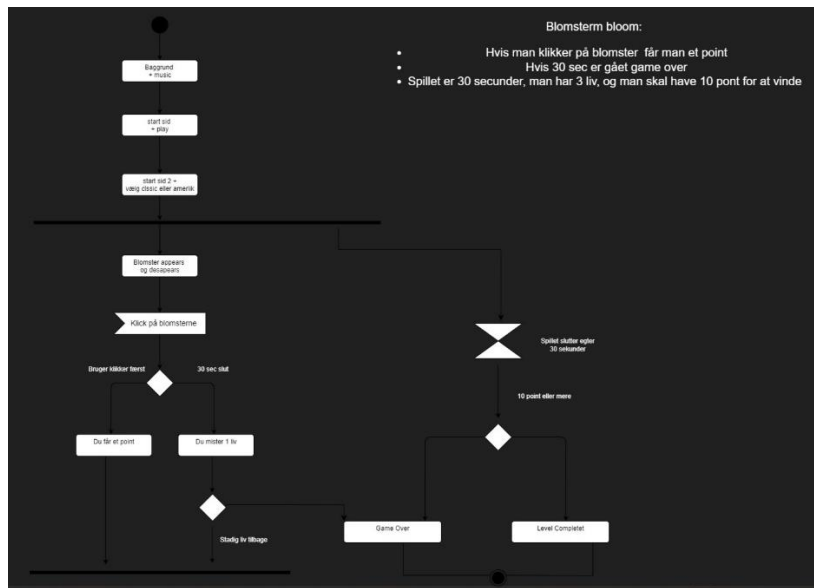 Blomsterm bloom:
Hvis man klikker på blomster får man et point
Hvis 30 sec er gået game over
Spillet er 30 secunder, man har 3 liv, og man skal have 10 pont for at vinde
Baggrund
+ music
start sid
+ play
start sid 2 +
vælg clssic eller amerik
Blomster appears
og desapears
Klick på blomsterne
Spillet slutter egter
30 sekunder
Bruger klikker først
30 sec slut
10 point eller mere
Du får et point
Du mister 1 liv
Stadig liv tilbage
Game Over
Level Completet